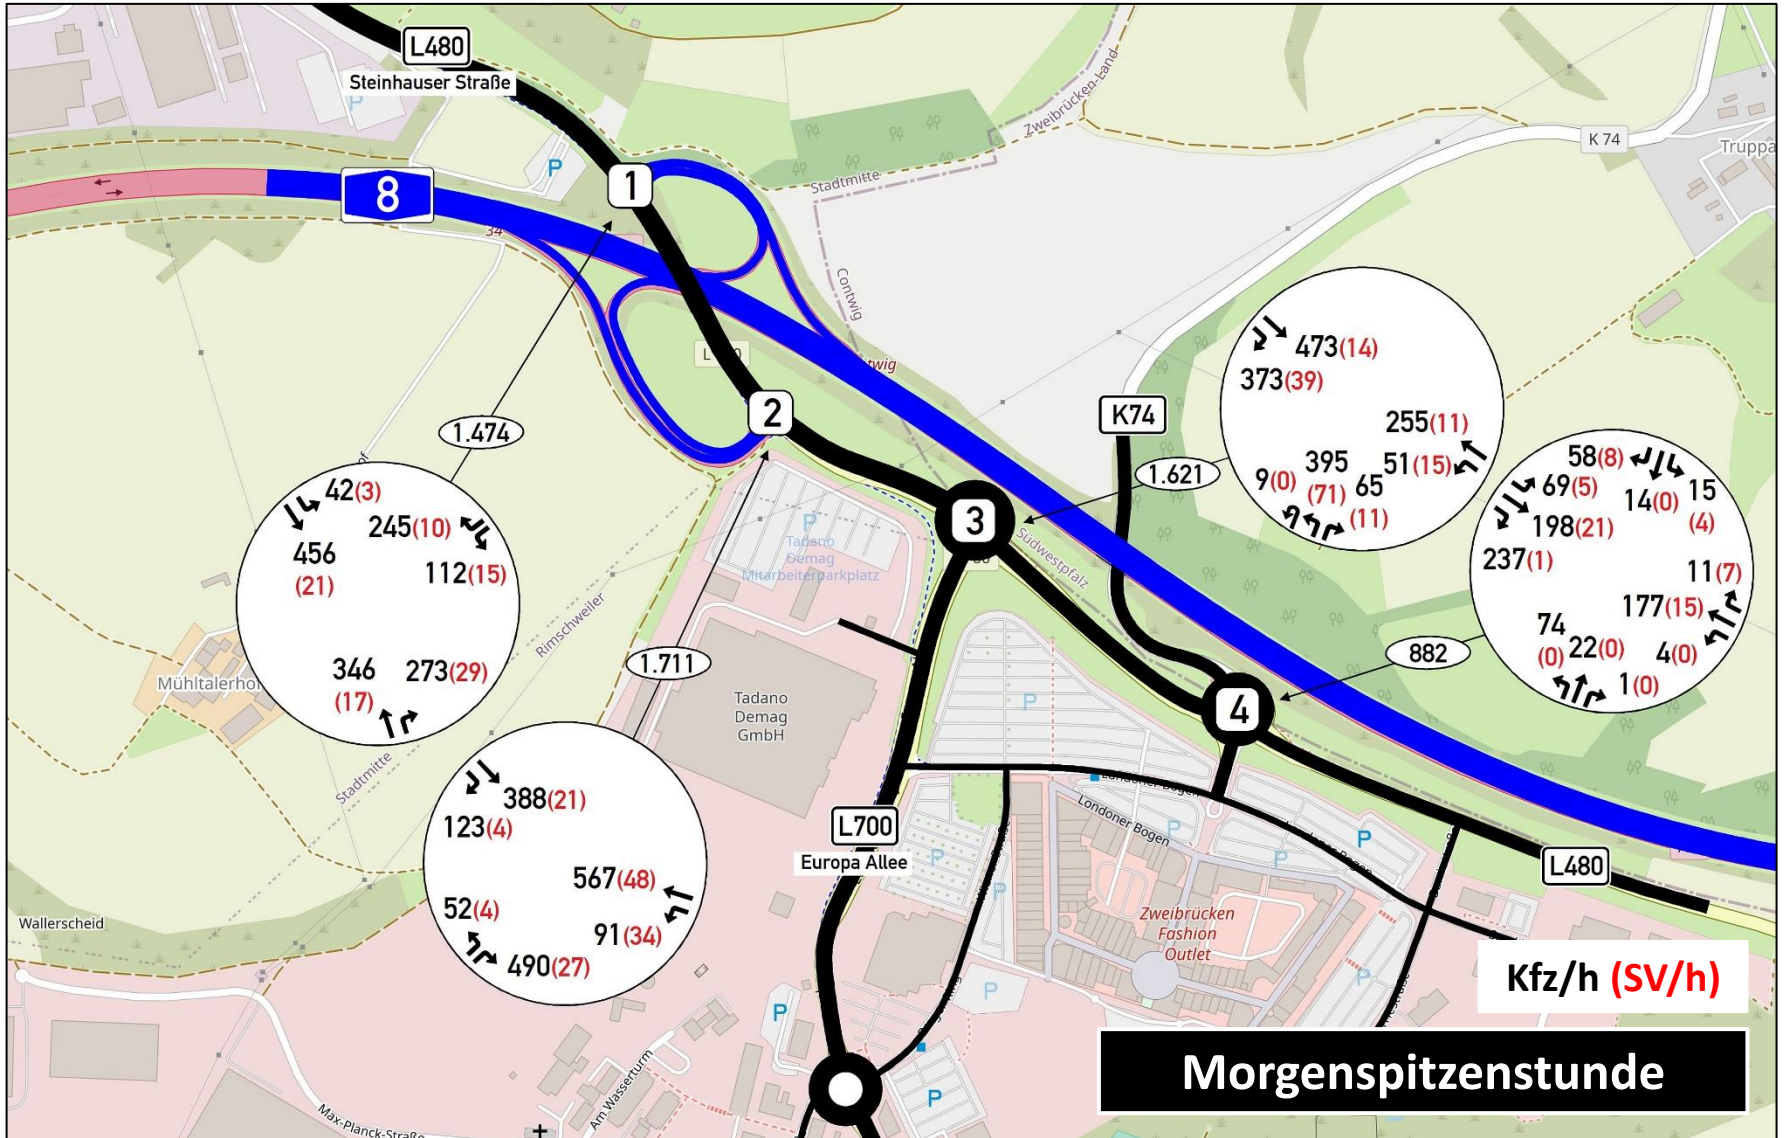 L480
Steinhauser Straße
P
P
8
34
1
Stadtmitte
Zweibrücken-Land
K 74
Truppa
Contwig
2
K74
1.474
1.621
473(14)
373(39)
255(11)
395
(71)
51(15)
9(0)
65
(11)
58(8)
69(5)
14(0)
15
(4)
198(21)
237(1)
11(7)
177(15)
74
(0)
22(0)
4(0)
1(0)
42(3)
245(10)
456
(21)
112(15)
346
(17)
273(29)
3
Südwestpfalz
P
Tadano
Demag
Mitarbeiterparkplatz
Rimschweiler
Mühltalerhof
Stadtmitte
1.711
882
4
Tadano
Demag
GmbH
P
388(21)
123(4)
567(48)
52(4)
91(34)
490(27)
L700
Europa Allee
Londoner Bogen
Londoner Bogen
P
P
P
P
P
L480
Zweibrücken
Fashion
Outlet
Wallerscheid
P
P
P
P
Am Wasserturm
Max-Planck-Straße
Kfz/h (SV/h)
Morgenspitzenstunde